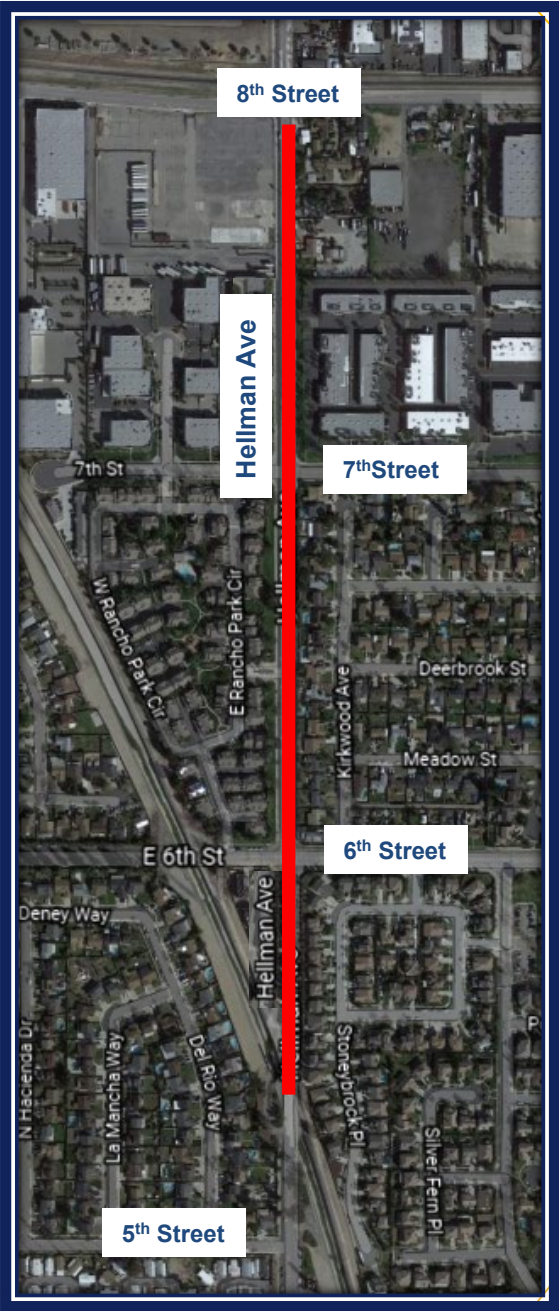 8th Street
Hellman Ave
7th St
7thStreet
W Rancho Park Cir
E Rancho Park Cir
Deerbrook St
Kirkwood Ave
Meadow St
E 6th St
6th Street
Hellman Ave
Deney Way
N Hacienda Dr
La Mancha Way
Del Rio Way
Stoneybrook Pl
Silver Fern Pl
5th Street